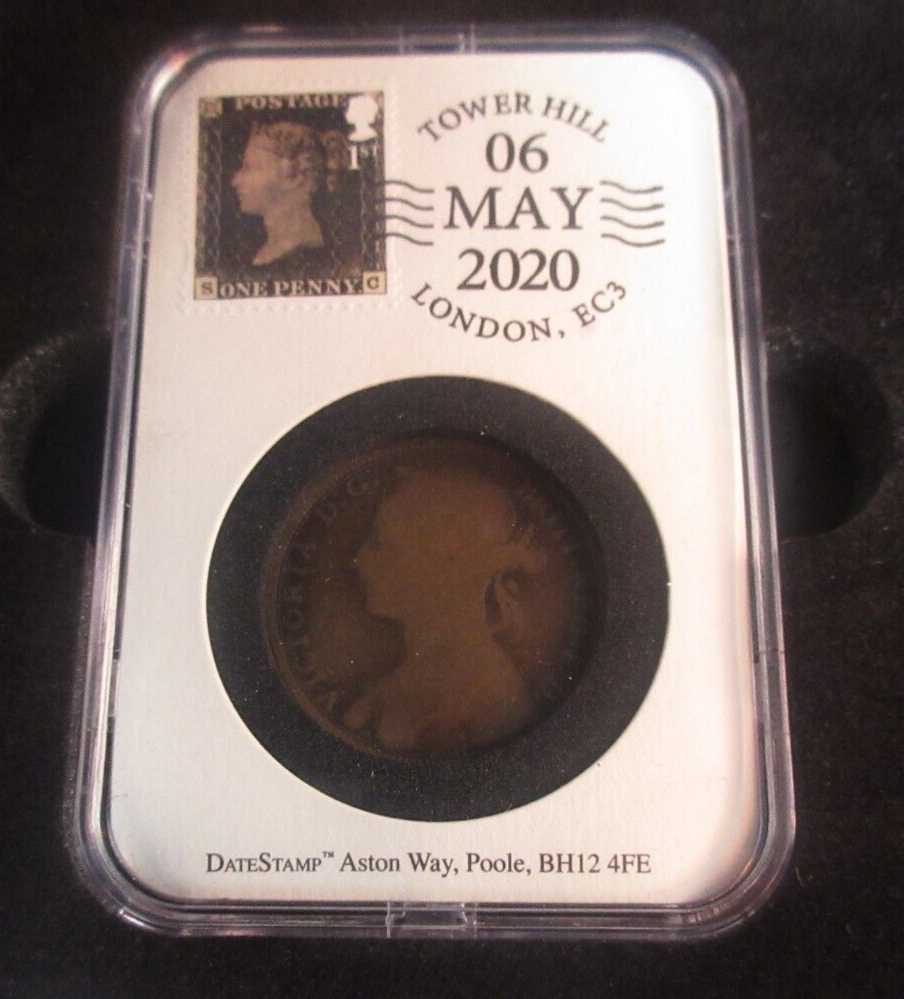 POSTAGE
1ST
S ONE PENNY C
TOWER HILL
06
MAY
2020
LONDON, EC3
VICTORIA D. G.
DATESTAMP™ Aston Way, Poole, BH12 4FE